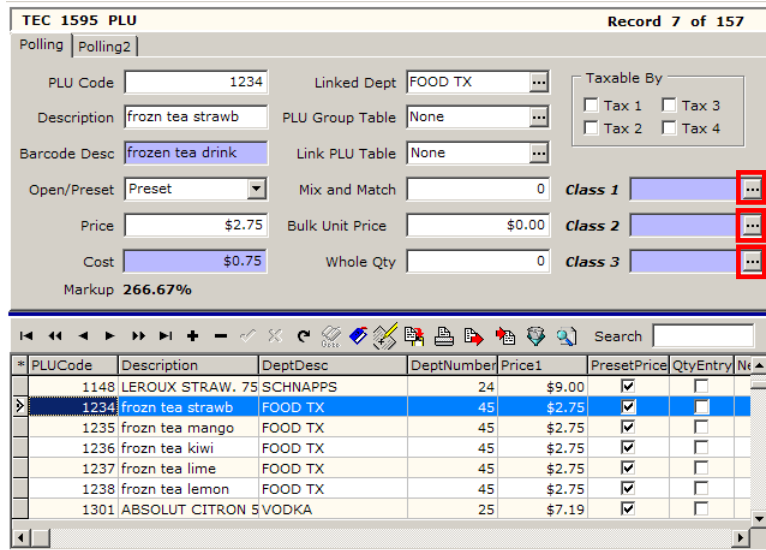 TEC 1595 PLU Record 7 of 157
Polling Polling2
PLU Code 1234 Linked Dept FOOD TX ... Taxable By
Tax 1 Tax 3
Description frozn tea strawb PLU Group Table None ...
Tax 2 Tax 4
Barcode Desc frozen tea drink Link PLU Table None ...
Open/Preset Preset Mix and Match 0 Class 1 ...
Price $2.75 Bulk Unit Price $0.00 Class 2 ...
Cost $0.75 Whole Qty 0 Class 3 ...
Markup 266.67%
Search
* PLUCode Description DeptDesc DeptNumber Price1 PresetPrice QtyEntry Ne
1148 LEROUX STRAW. 75 SCHNAPPS 24 $9.00
1234 frozn tea strawb FOOD TX 45 $2.75
1235 frozn tea mango FOOD TX 45 $2.75
1236 frozn tea kiwi FOOD TX 45 $2.75
1237 frozn tea lime FOOD TX 45 $2.75
1238 frozn tea lemon FOOD TX 45 $2.75
1301 ABSOLUT CITRON 5 VODKA 25 $7.19